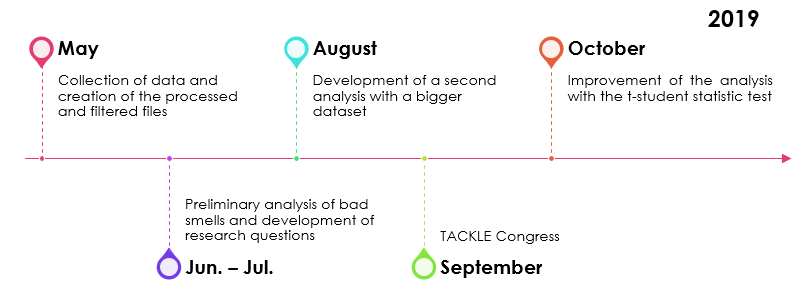 2019
May
Collection of data and
creation of the processed
and filtered files
August
Development of a second
analysis with a bigger
dataset
October
Improvement of the analysis
with the t-student statistic test
Preliminary analysis of bad
smells and development of
research questions
Jun. – Jul.
TACKLE Congress
September